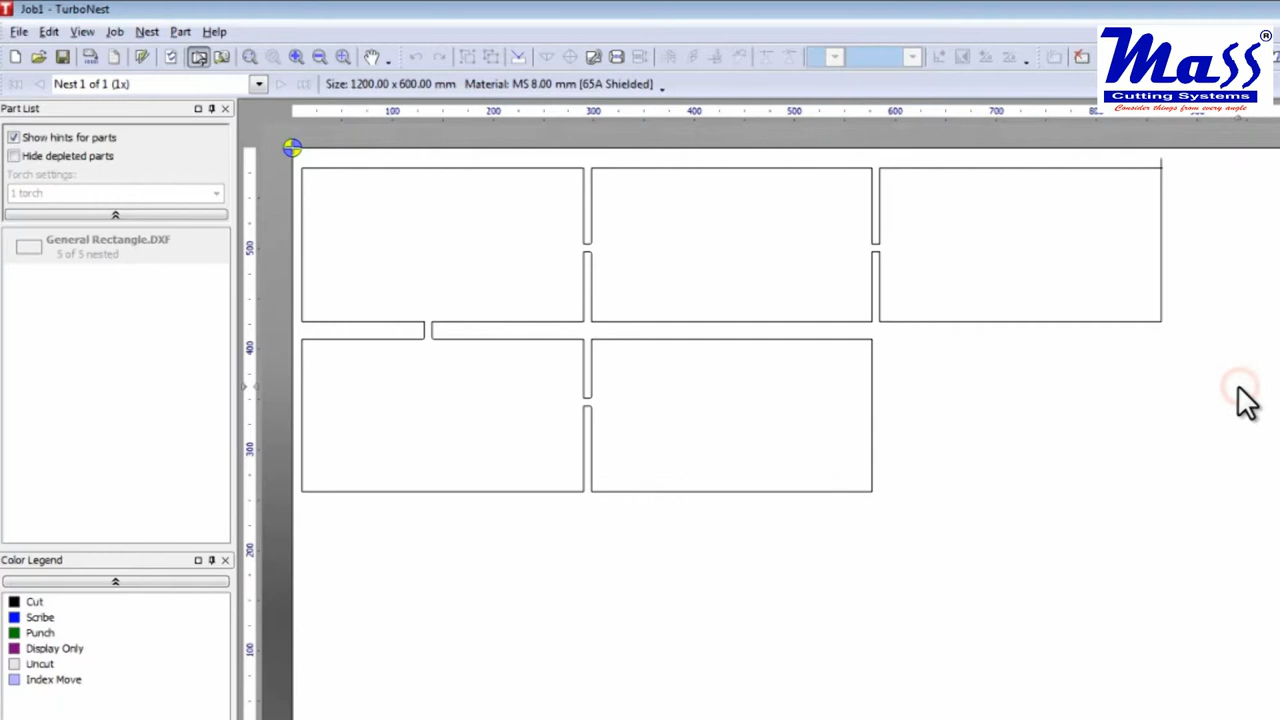 Job1 - TurboNest
File Edit View Job Nest Part Help
Nest 1 of 1 (1x)
Size: 1200.00 x 600.00 mm Material: MS 8.00 mm [65A Shielded]
Mass ®
Cutting Systems
Consider things from every angle
Part List
Show hints for parts
Hide depleted parts
Torch settings:
1 torch
General Rectangle.DXF
5 of 5 nested
100 200 300 400 500 600 700
500
400
300
200
100
Color Legend
Cut
Scribe
Punch
Display Only
Uncut
Index Move